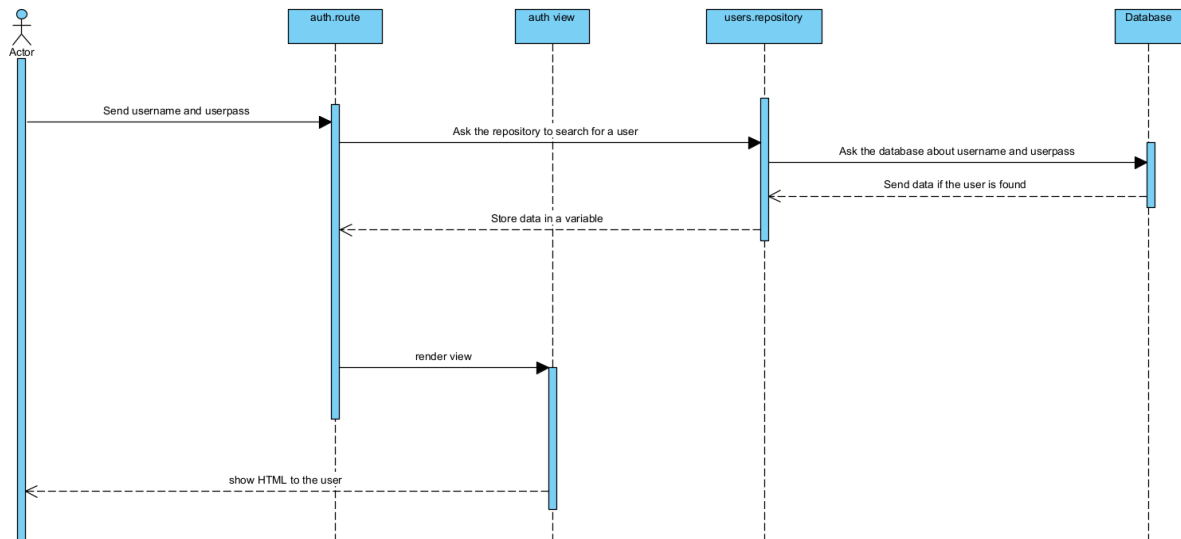 auth.route
auth view
users.repository
Database
Actor
Send username and userpass
Ask the repository to search for a user
Ask the database about username and userpass
Send data if the user is found
Store data in a variable
render view
show HTML to the user